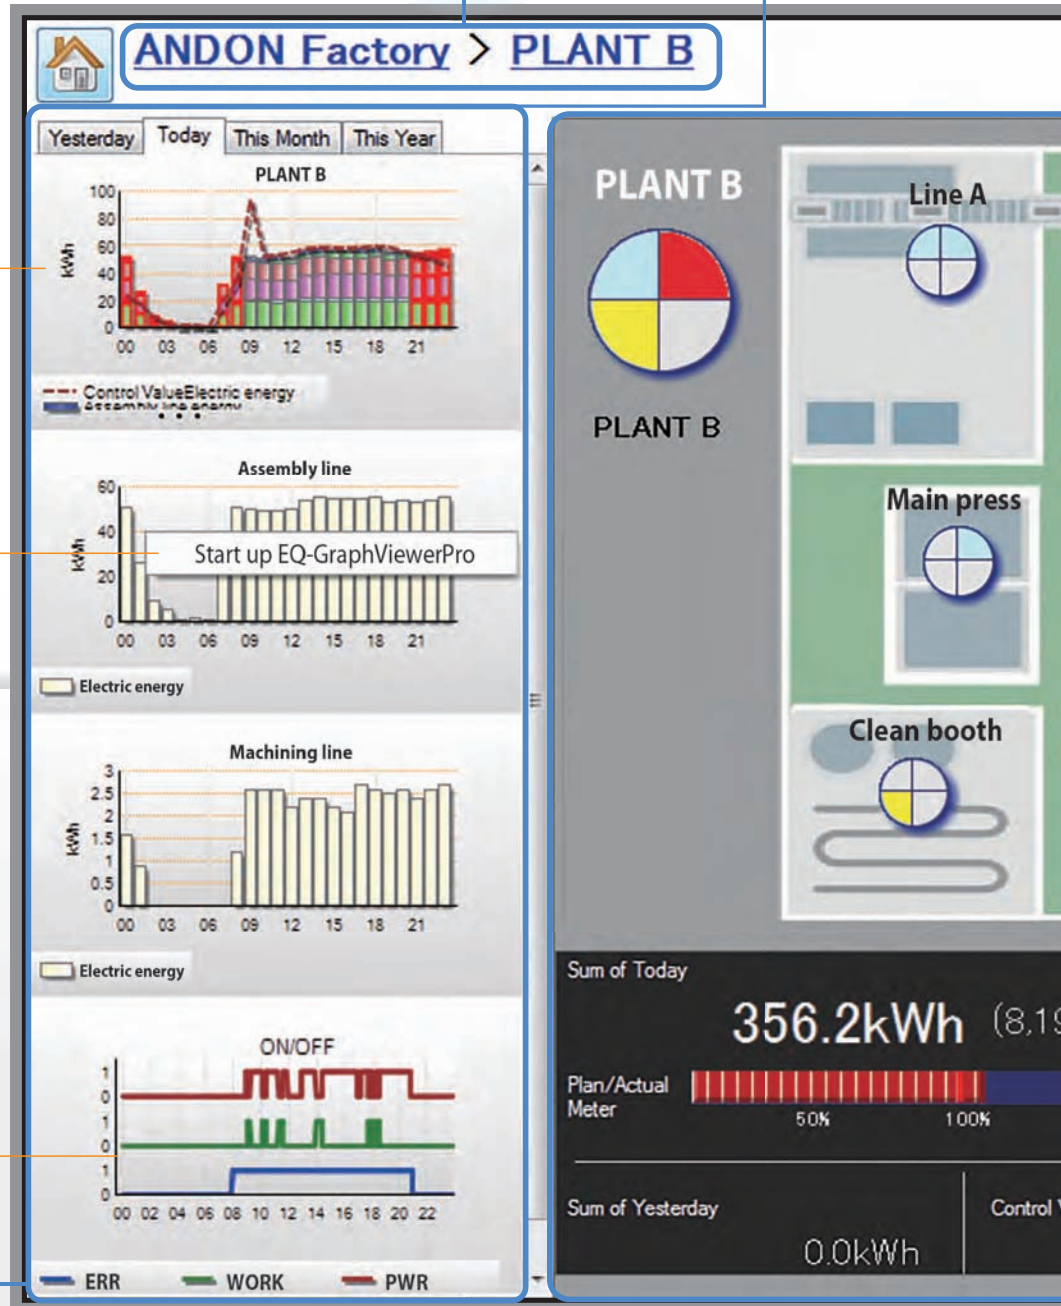 ANDON Factory > PLANT B
Yesterday Today This Month This Year
PLANT B
100
80
60
40
20
0
kWh
00 03 06 09 12 15 18 21
Control ValueElectric energy
Assembly line energy
Assembly line
60
40
20
0
kWh
Start up EQ-GraphViewerPro
00 03 06 09 12 15 18 21
Electric energy
Machining line
3
2.5
2
1.5
1
0.5
0
kWh
00 03 06 09 12 15 18 21
Electric energy
ON/OFF
1
0
1
0
1
0
00 02 04 06 08 10 12 14 16 18 20 22
ERR WORK PWR
PLANT B
PLANT B
Line A
Main press
Clean booth
Sum of Today
356.2kWh (8,19
Plan/Actual
Meter
50% 100%
Sum of Yesterday
0.0kWh
Control V